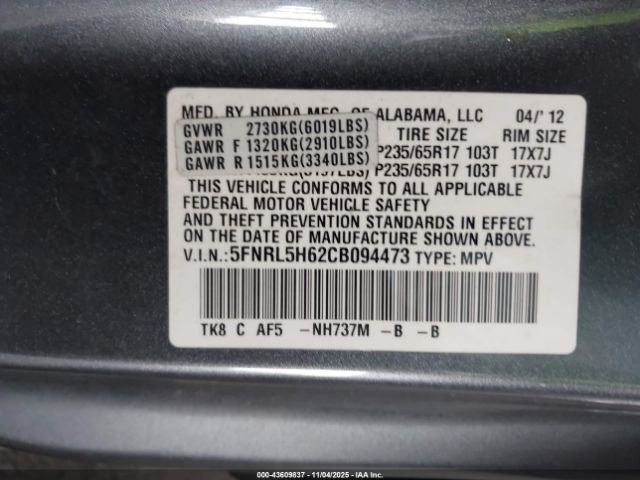 MFD. BY HONDA MFG. OF ALABAMA, LLC 04/'12
GVWR 2730KG(6019LBS) TIRE SIZE RIM SIZE
GAWR F 1320KG(2910LBS) P235/65R17 103T 17X7J
GAWR R 1515KG(3340LBS) P235/65R17 103T 17X7J
THIS VEHICLE CONFORMS TO ALL APPLICABLE
FEDERAL MOTOR VEHICLE SAFETY
AND THEFT PREVENTION STANDARDS IN EFFECT
ON THE DATE OF MANUFACTURE SHOWN ABOVE.
V.I.N.: 5FNRL5H62CB094473 TYPE: MPV
TK8 C AF5 -NH737M -B -B
© IAA 43609837 - 11/04/2025 - IAA Holdings, LLC